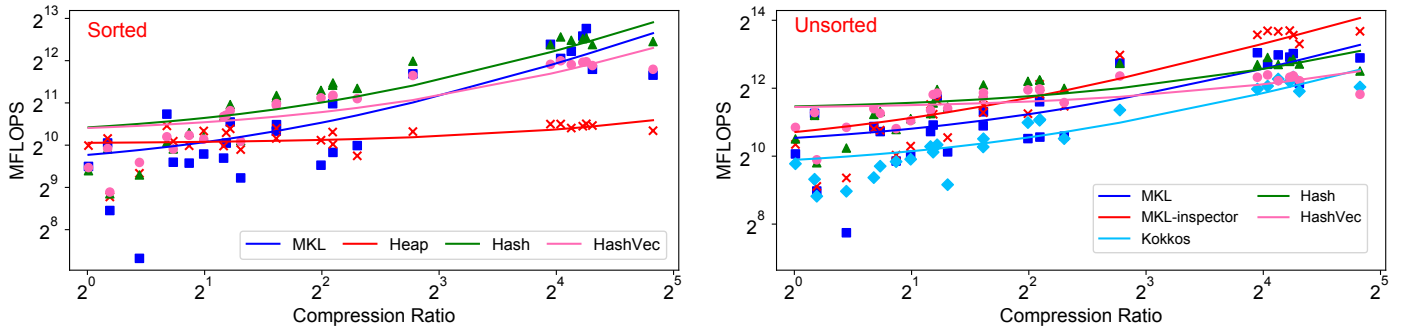 Sorted
MFLOPS
2^13
2^12
2^11
2^10
2^9
2^8
2^0 2^1 2^2 2^3 2^4 2^5
Compression Ratio
MKL Heap Hash HashVec
Unsorted
MFLOPS
2^14
2^12
2^10
2^8
2^0 2^1 2^2 2^3 2^4 2^5
Compression Ratio
MKL Hash
MKL-inspector HashVec
Kokkos